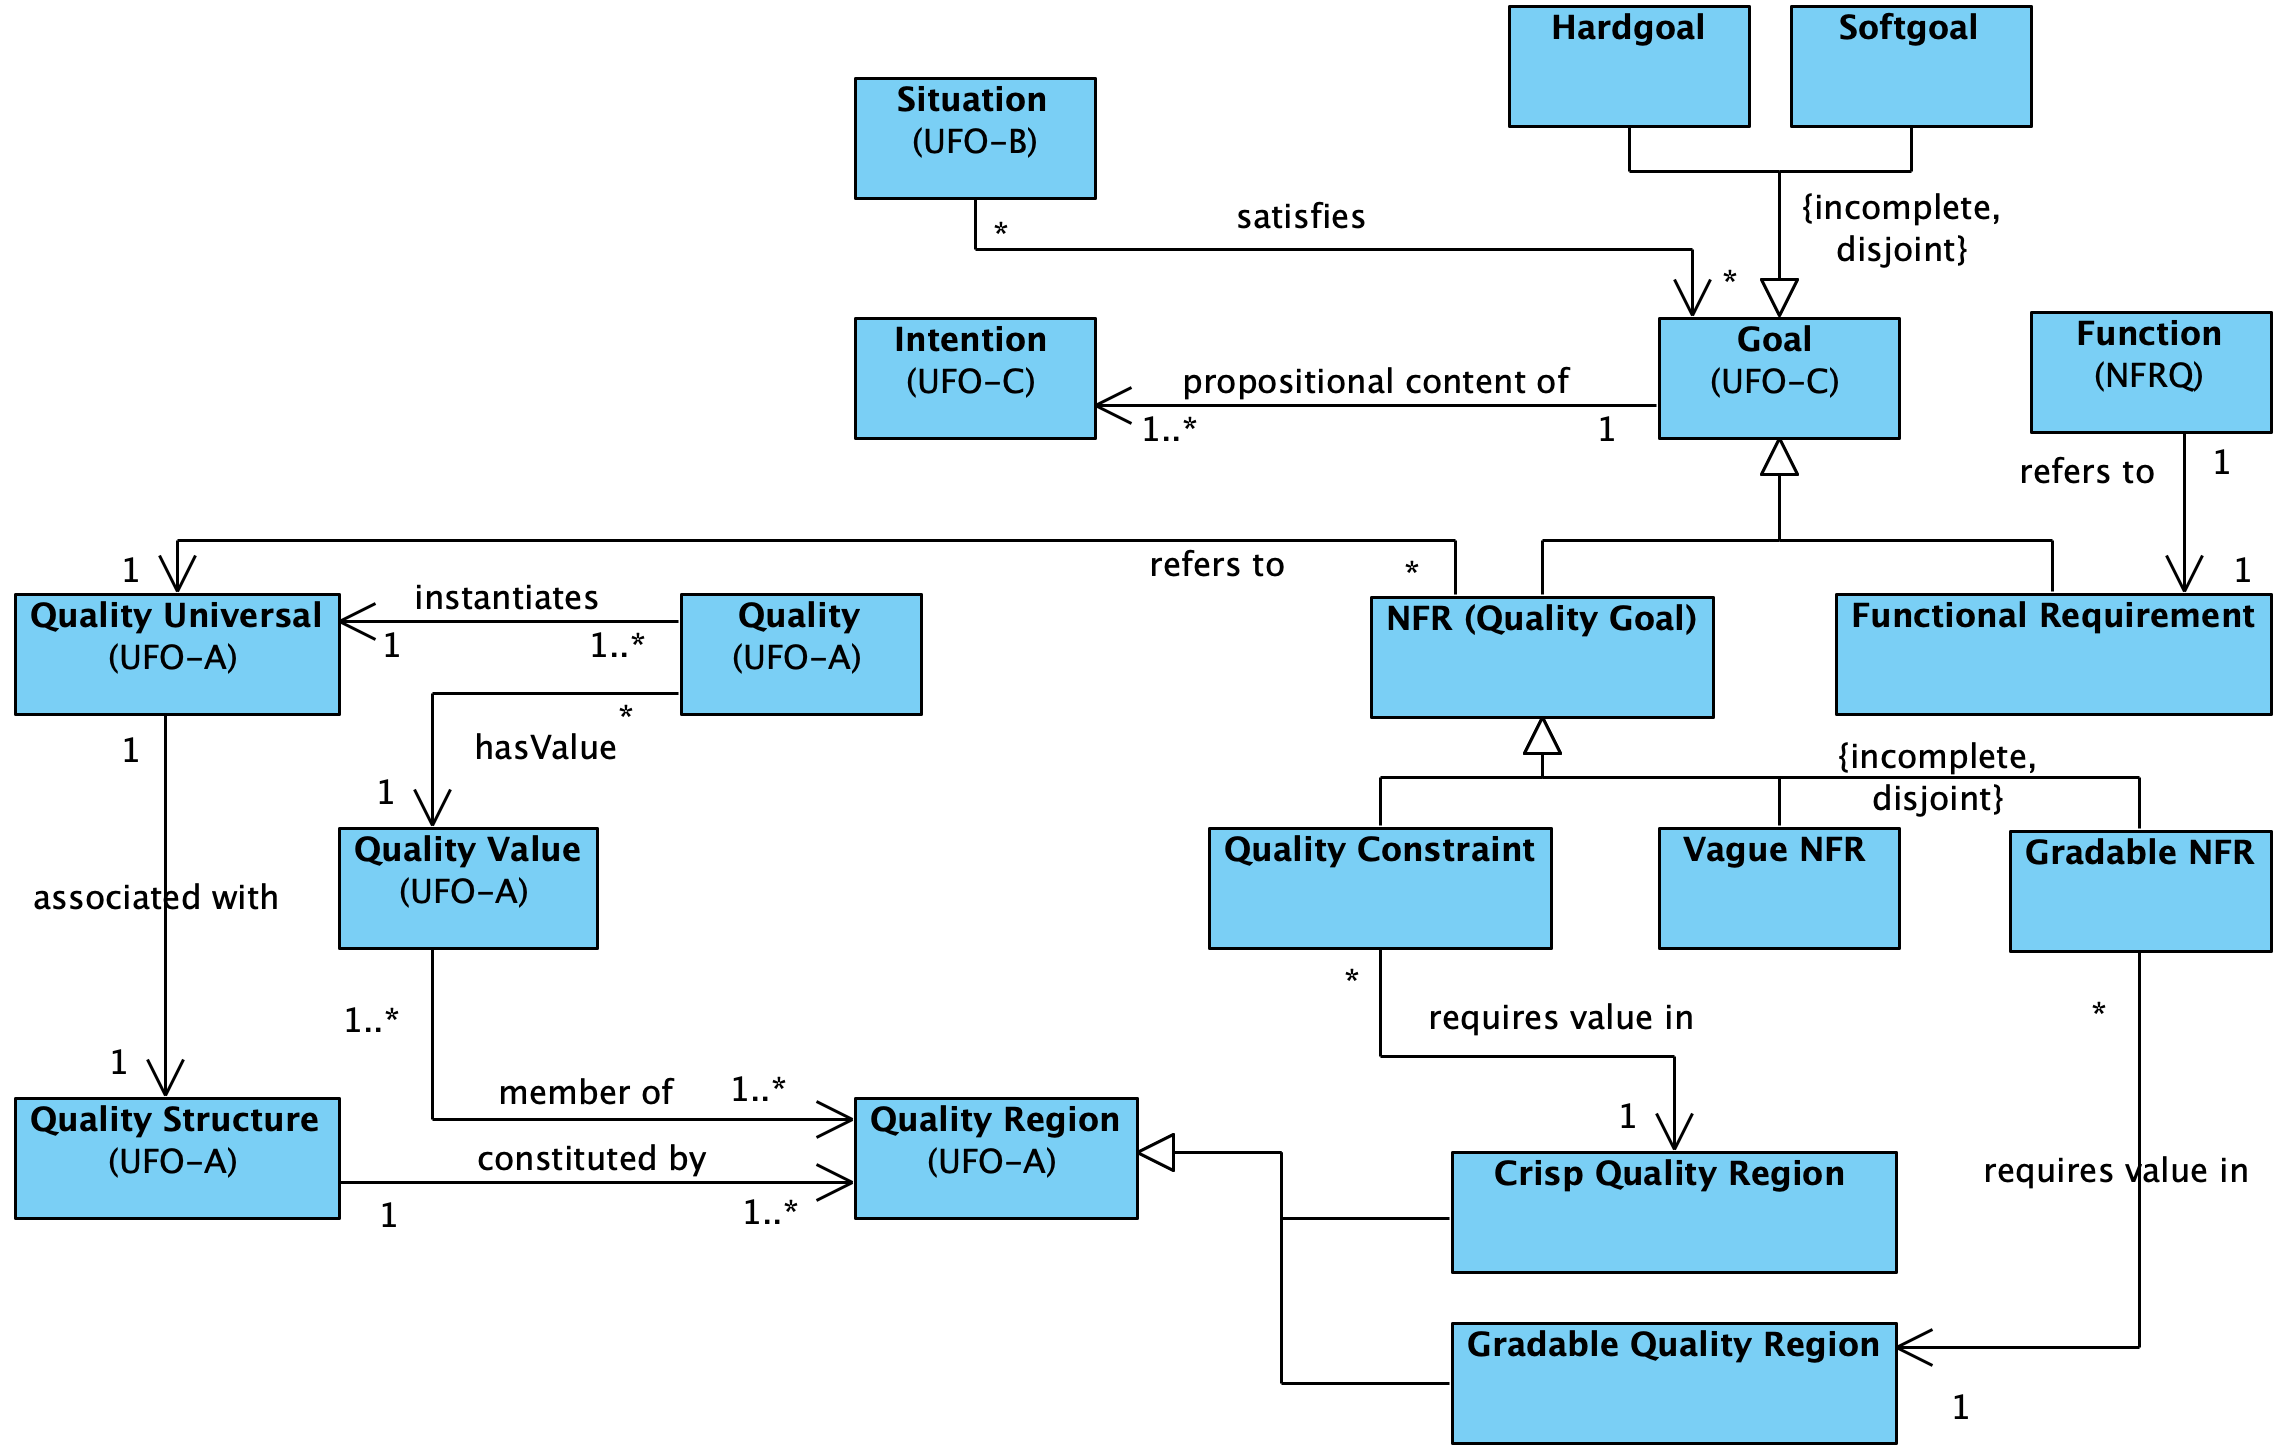 Hardgoal
Softgoal
Situation
(UFO-B)
satisfies
*
*
{incomplete,
disjoint}
Intention
(UFO-C)
propositional content of
1..*
1
Goal
(UFO-C)
Function
(NFRQ)
refers to
1
1
refers to
1
*
Quality Universal
(UFO-A)
instantiates
1
1..*
Quality
(UFO-A)
NFR (Quality Goal)
Functional Requirement
*
hasValue
1
1
{incomplete,
disjoint}
Quality Value
(UFO-A)
Quality Constraint
Vague NFR
Gradable NFR
associated with
1
1..*
member of
1..*
*
requires value in
1
*
requires value in
1
Quality Structure
(UFO-A)
constituted by
1
1..*
Quality Region
(UFO-A)
Crisp Quality Region
Gradable Quality Region